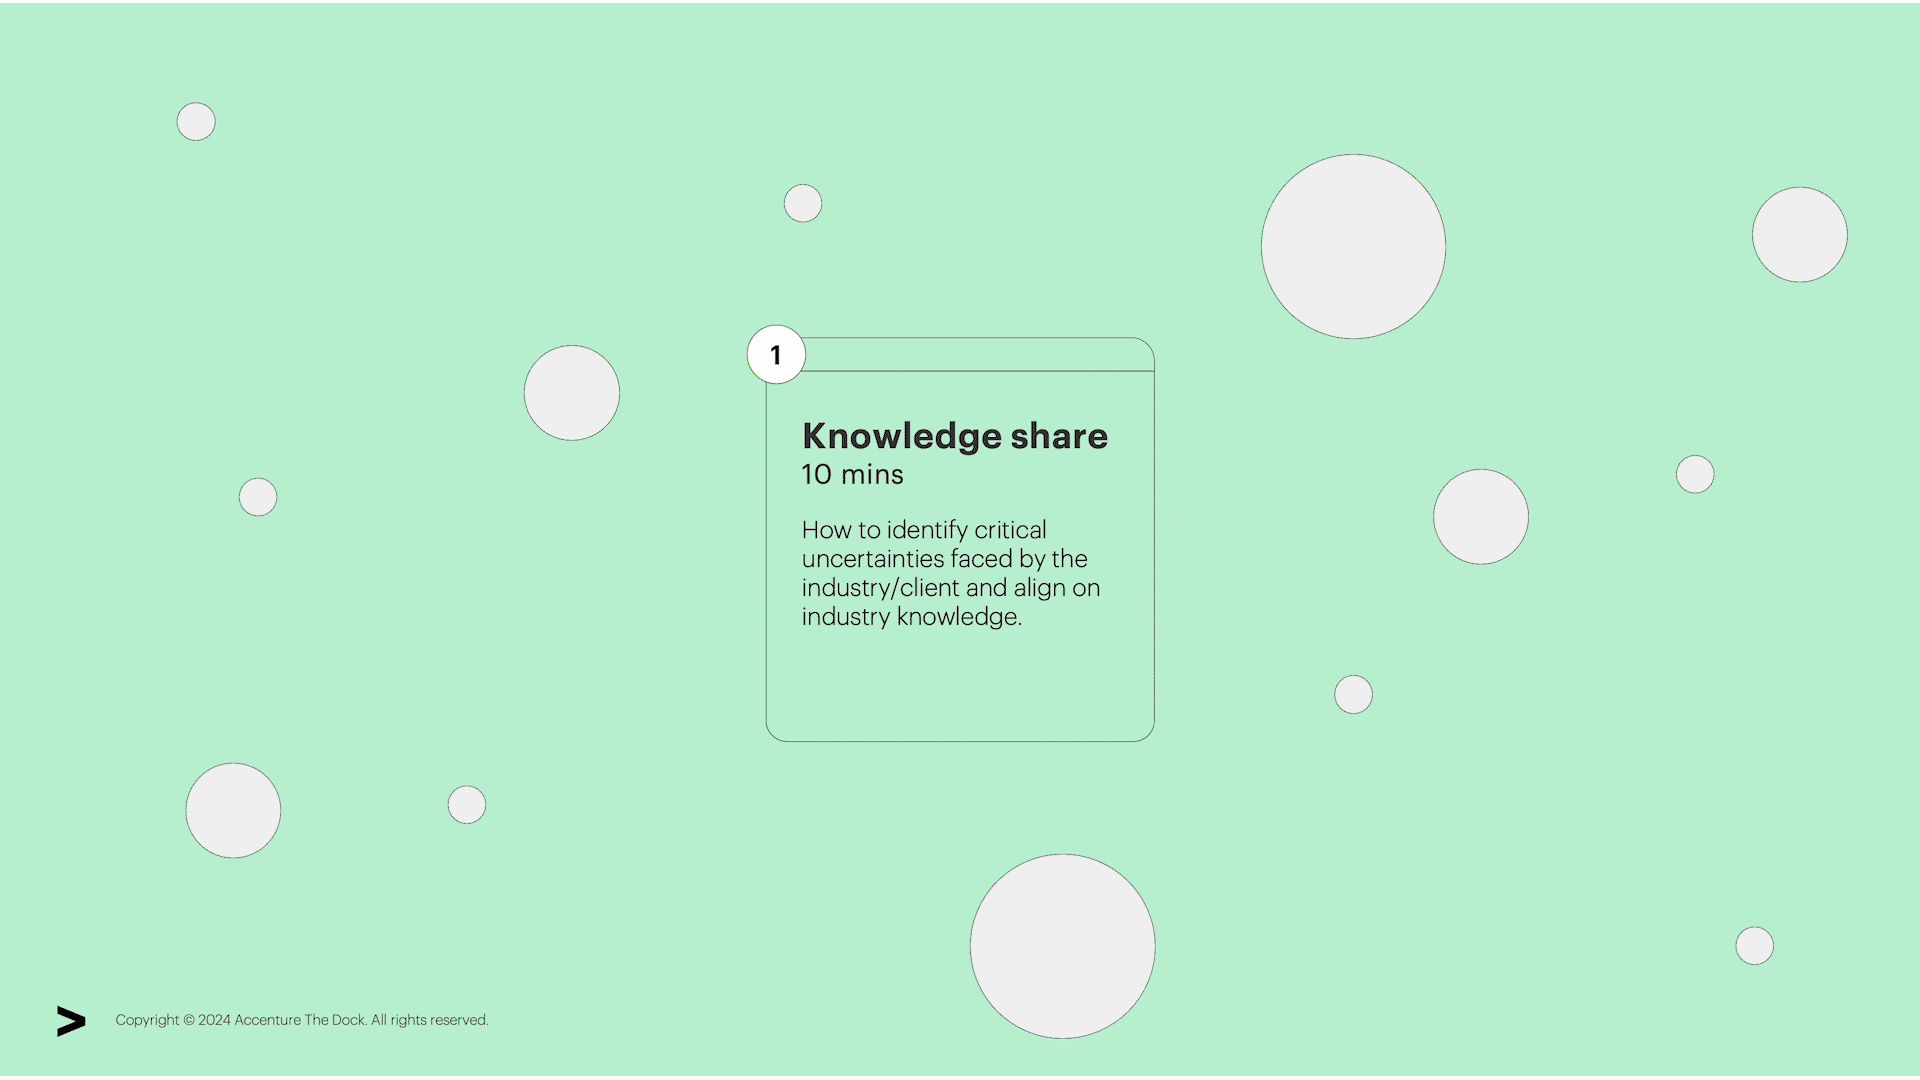 1
Knowledge share
10 mins
How to identify critical
uncertainties faced by the
industry/client and align on
industry knowledge.
Copyright © 2024 Accenture The Dock. All rights reserved.